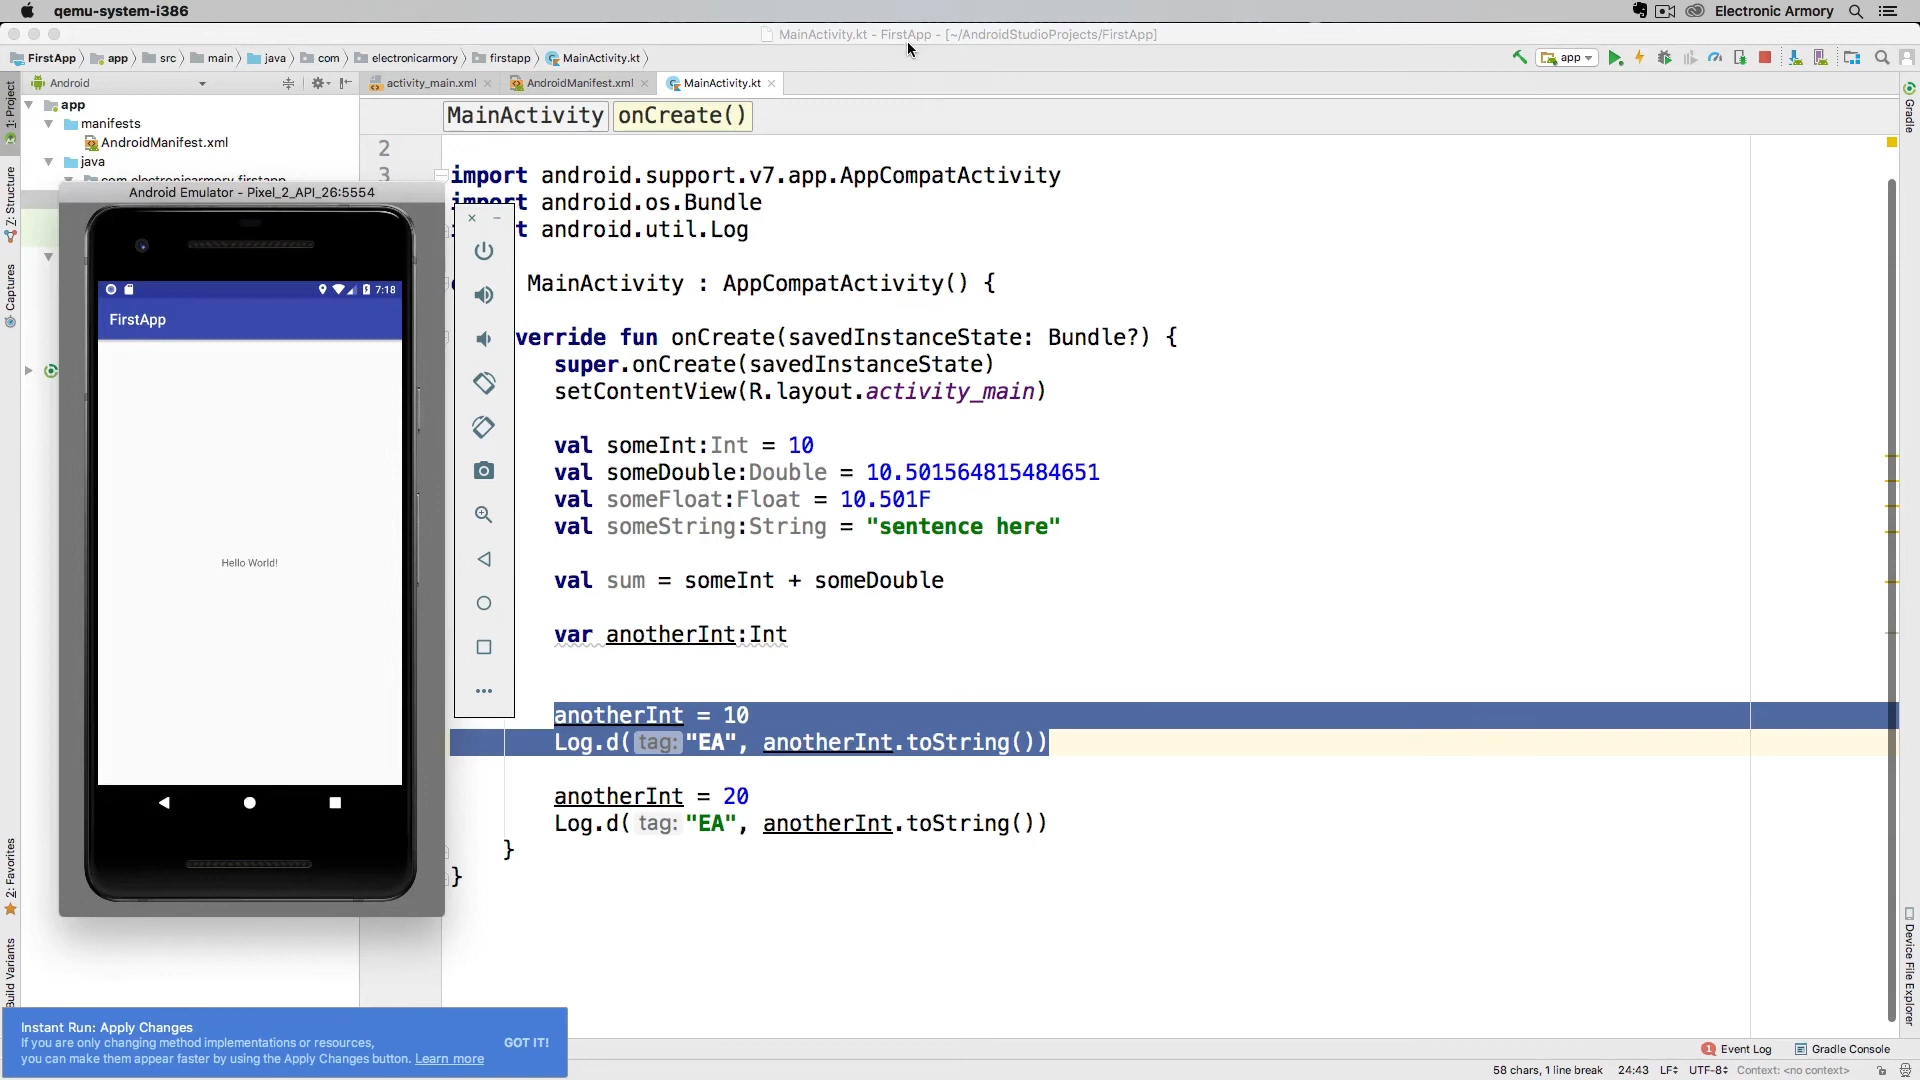 qemu-system-i386
Electronic Armory
MainActivity.kt - FirstApp - [~/AndroidStudioProjects/FirstApp]
FirstApp app src main java com electronicarmory firstapp MainActivity.kt
app
Android
activity_main.xml AndroidManifest.xml MainActivity.kt
MainActivity onCreate()
app
manifests
AndroidManifest.xml
java
com.electronicarmory.firstapp
1: Project
Z: Structure
Captures
2: Favorites
Build Variants
Gradle
Device File Explorer
Android Emulator - Pixel_2_API_26:5554
7:18
FirstApp
Hello World!
2
3
import android.support.v7.app.AppCompatActivity
import android.os.Bundle
t android.util.Log
MainActivity : AppCompatActivity() {
verride fun onCreate(savedInstanceState: Bundle?) {
super.onCreate(savedInstanceState)
setContentView(R.layout.activity_main)
val someInt:Int = 10
val someDouble:Double = 10.501564815484651
val someFloat:Float = 10.501F
val someString:String = "sentence here"
val sum = someInt + someDouble
var anotherInt:Int
anotherInt = 10
Log.d( tag: "EA", anotherInt.toString())
anotherInt = 20
Log.d( tag: "EA", anotherInt.toString())
}
}
Instant Run: Apply Changes
If you are only changing method implementations or resources,
you can make them appear faster by using the Apply Changes button. Learn more
GOT IT!
1 Event Log Gradle Console
58 chars, 1 line break 24:43 LF÷ UTF-8÷ Context: <no context>